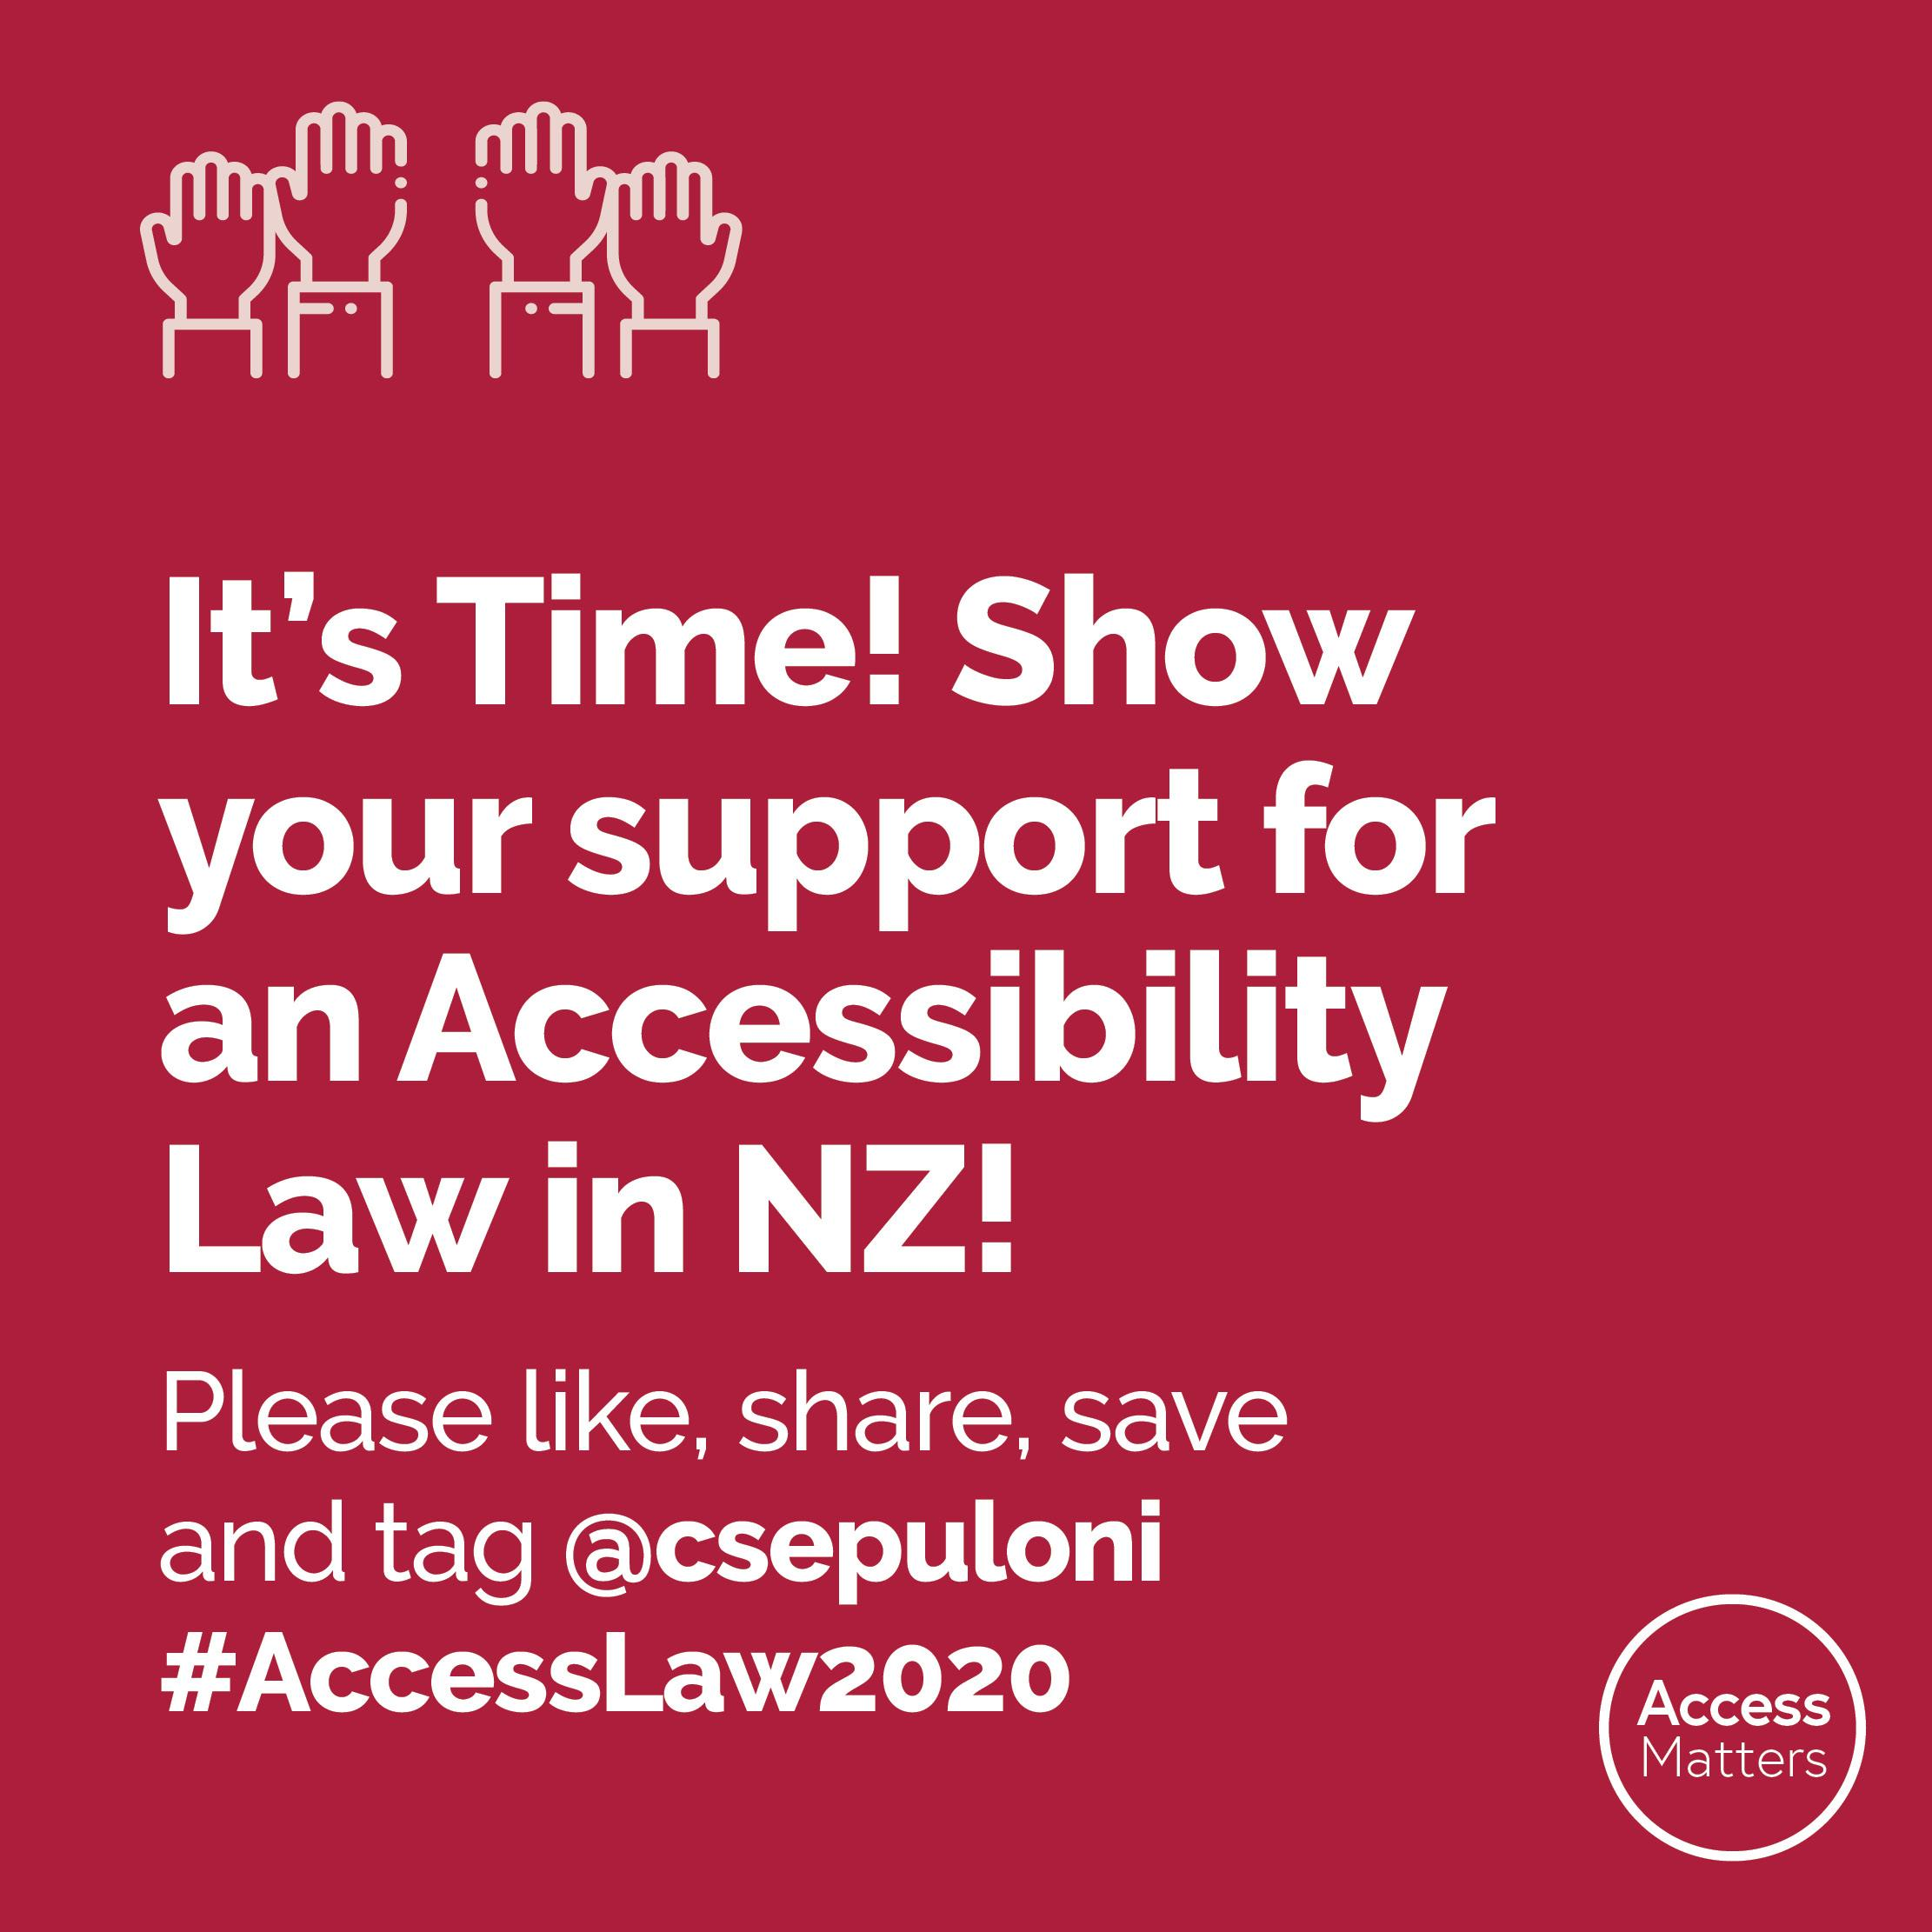 It’s Time! Show
your support for
an Accessibility
Law in NZ!
Please like, share, save
and tag @csepuloni
#AccessLaw2020
Access
Matters